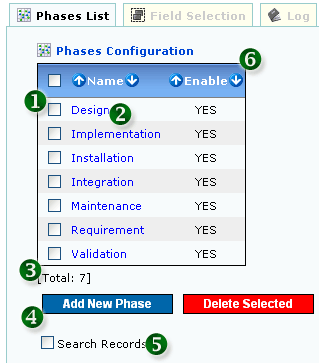 Phases List Field Selection Log
Phases Configuration
6
Name Enable
1 Design 2 YES
Implementation YES
Installation YES
Integration YES
Maintenance YES
Requirement YES
Validation YES
3
[Total: 7]
Add New Phase Delete Selected
4
Search Records 5